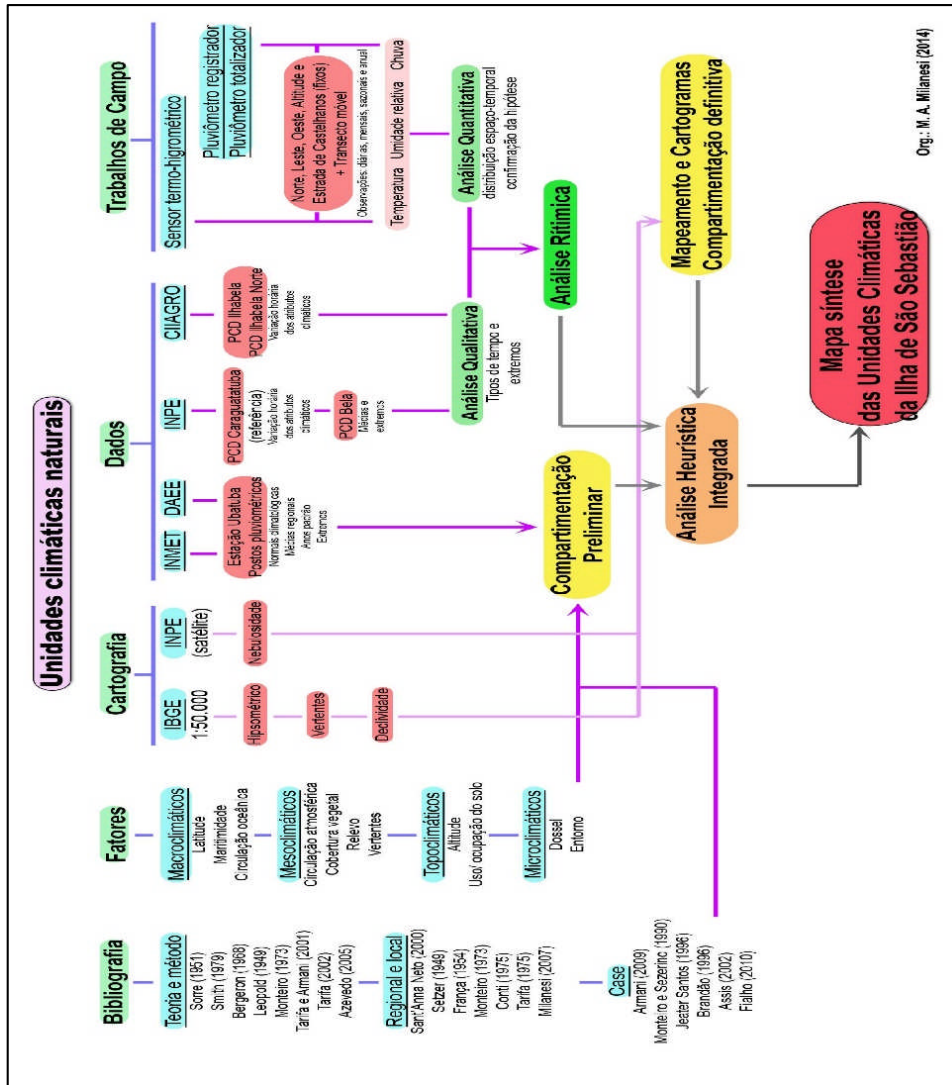 Unidades climáticas naturais
Bibliografia
Teoria e método
Sorre (1951)
Smith (1979)
Bergeron (1968)
Leopold (1949)
Monteiro (1973)
Tarifa e Armani (2001)
Tarifa (2002)
Azevedo (2005)
Regional e local
Sant'Anna Neto (2000)
Setzer (1949)
França (1954)
Monteiro (1973)
Conti (1975)
Tarifa (1975)
Milanesi (2007)
Case
Armani (2009)
Monteiro e Sezerino (1990)
Jeater Santos (1996)
Brandão (1996)
Assis (2002)
Fialho (2010)
Fatores
Macroclimáticos
Latitude
Maritimidade
Circulação oceânica
Mesoclimáticos
Circulação atmosférica
Cobertura vegetal
Relevo
Vertentes
Topoclimáticos
Altitude
Uso/ ocupação do solo
Microclimáticos
Dossel
Entorno
Cartografia
IBGE
1:50.000
Hipsométrico
Vertentes
Declividade
INPE
(satélite)
Nebulosidade
Dados
INMET
DAEE
Estação Ubatuba
Postos pluviométricos
Normais climatológicas
Médias regionais
Anos padrão
Extremos
INPE
PCD Caraguatatuba
(referência)
Variação horária
dos atributos
climáticos
PCD Bela
Médias e
extremos
CIIAGRO
PCD Ilhabela
PCD Ilhabela Norte
Variação horária
dos atributos
climáticos
Trabalhos de Campo
Sensor termo-higrométrico
Pluviômetro registrador
Pluviômetro totalizador
Norte, Leste, Oeste, Altitude e
Estrada de Castelhanos (fixos)
+ Transecto móvel
Observações: diárias, mensais, sazonais e anual
Temperatura Umidade relativa Chuva
Análise Qualitativa
Tipos de tempo e
extremos
Análise Quantitativa
distribuição espaço-temporal
confirmação da hipótese
Compartimentação
Preliminar
Análise Rítimica
Mapeamento e Cartogramas
Compartimentação definitiva
Análise Heurística
Integrada
Mapa síntese
das Unidades Climáticas
da Ilha de São Sebastião
Org.: M. A. Milanesi (2014)